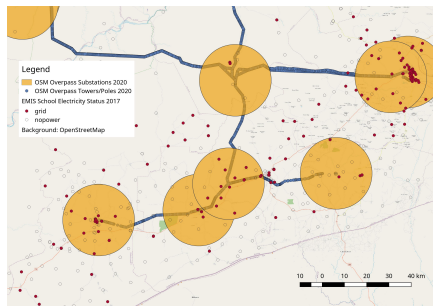 Legend
OSM Overpass Substations 2020
OSM Overpass Towers/Poles 2020
EMIS School Electricity Status 2017
grid
nopower
Background: OpenStreetMap
10 0 10 20 30 40 km